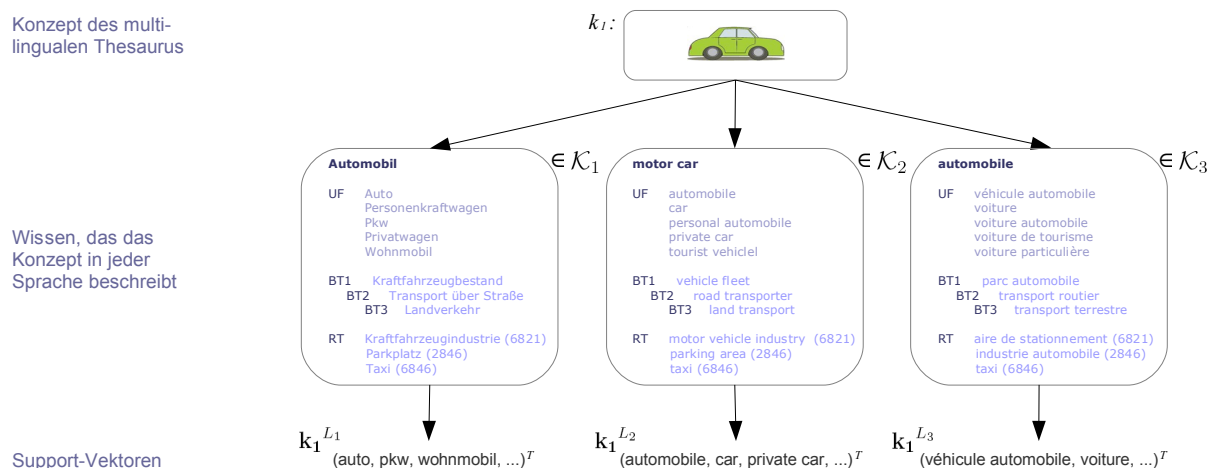 Konzept des multi-
lingualen Thesaurus
k₁:
Automobil ∈ 𝒦₁
UF Auto
Personenkraftwagen
Pkw
Privatwagen
Wohnmobil
BT1 Kraftfahrzeugbestand
BT2 Transport über Straße
BT3 Landverkehr
RT Kraftfahrzeugindustrie (6821)
Parkplatz (2846)
Taxi (6846)
motor car ∈ 𝒦₂
UF automobile
car
personal automobile
private car
tourist vehiclel
BT1 vehicle fleet
BT2 road transporter
BT3 land transport
RT motor vehicle industry (6821)
parking area (2846)
taxi (6846)
automobile ∈ 𝒦₃
UF véhicule automobile
voiture
voiture automobile
voiture de tourisme
voiture particulière
BT1 parc automobile
BT2 transport routier
BT3 transport terrestre
RT aire de stationnement (6821)
industrie automobile (2846)
taxi (6846)
Wissen, das das
Konzept in jeder
Sprache beschreibt
Support-Vektoren
k₁^L₁
(auto, pkw, wohnmobil, ...)^T
k₁^L₂
(automobile, car, private car, ...)^T
k₁^L₃
(véhicule automobile, voiture, ...)^T